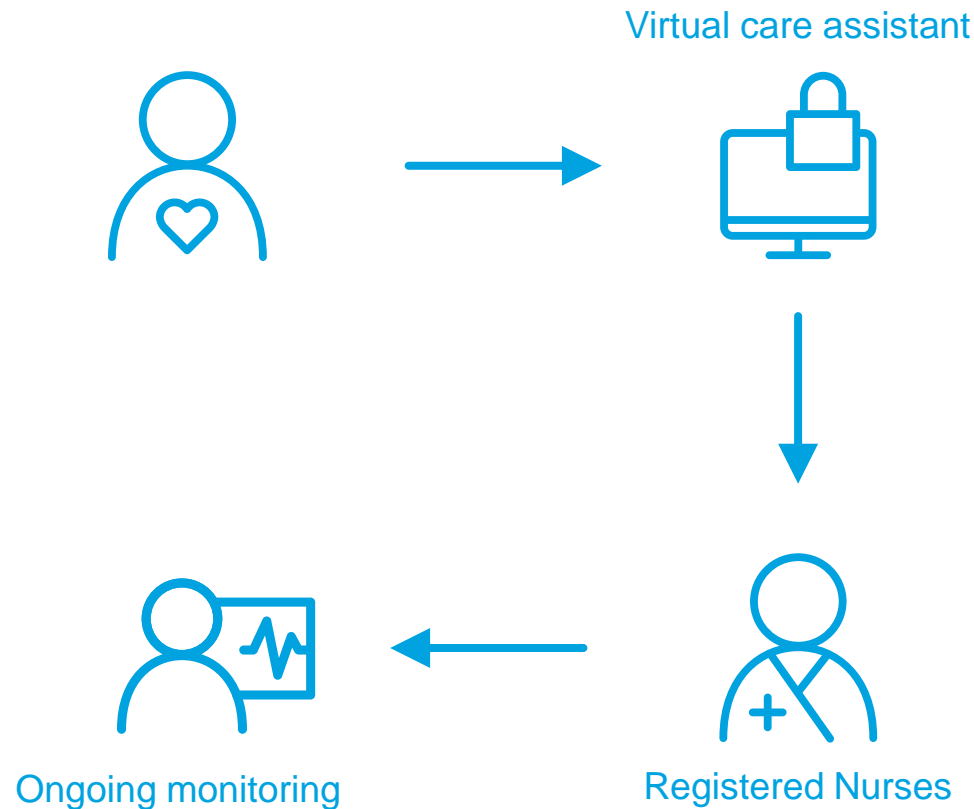 Virtual care assistant
Ongoing monitoring
Registered Nurses